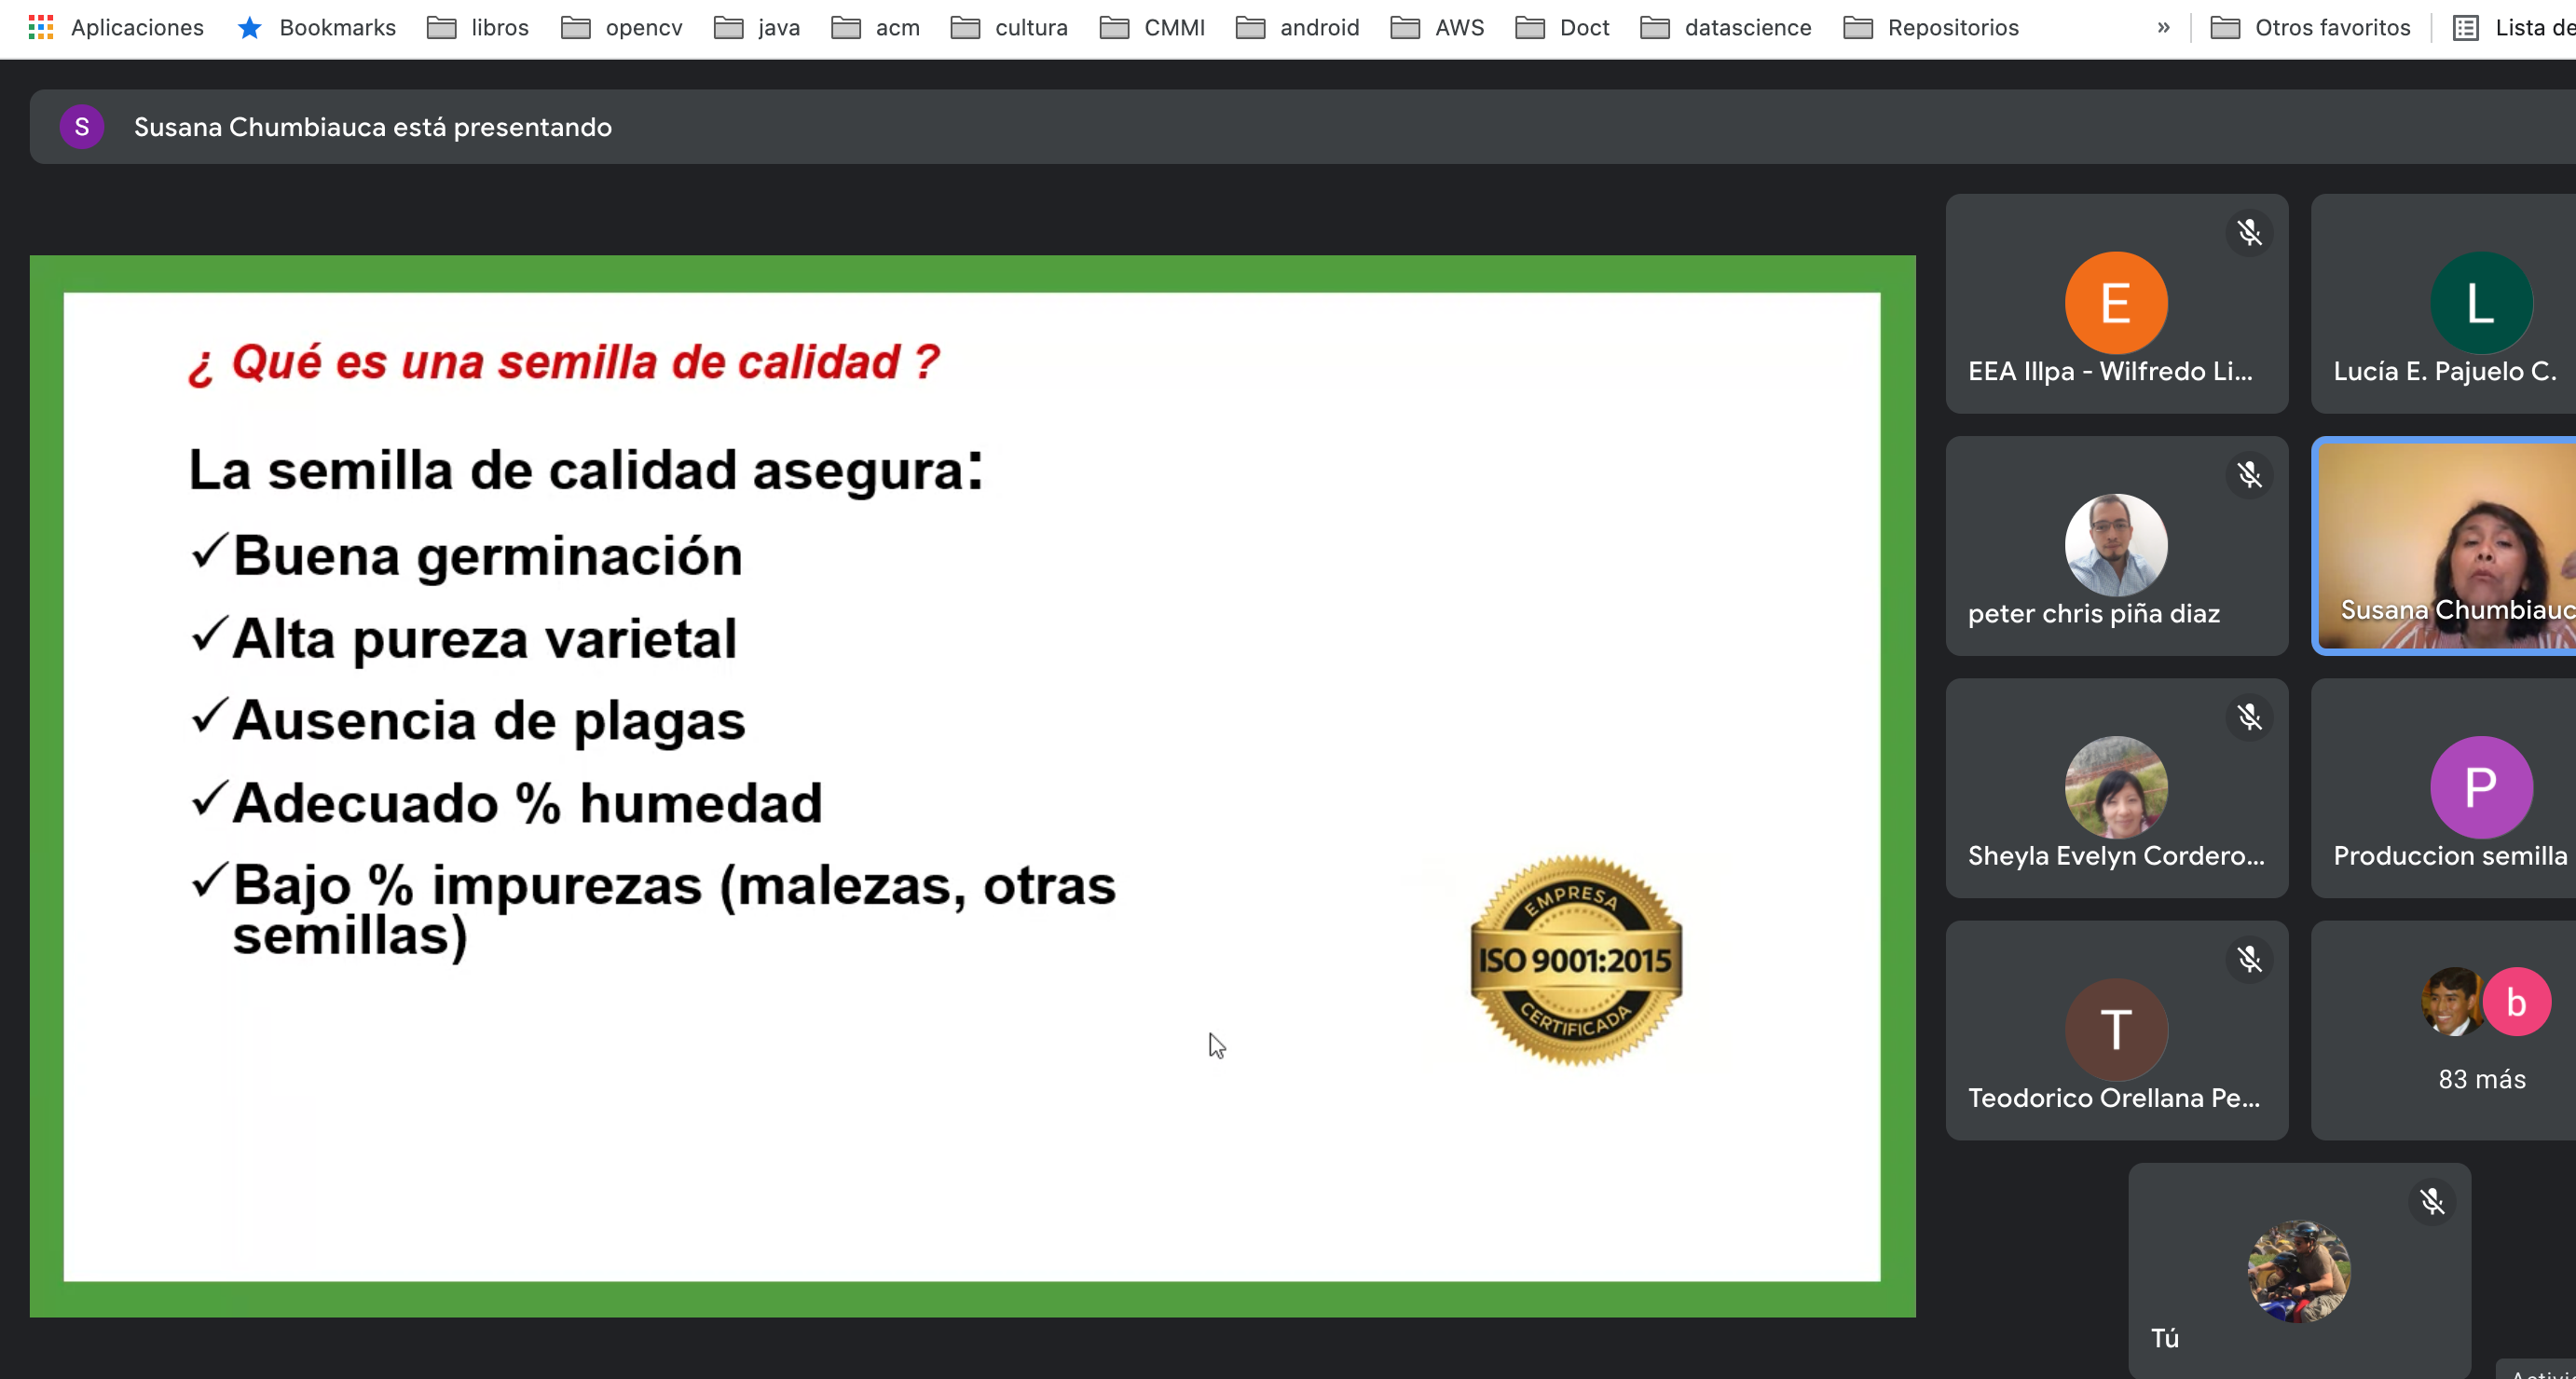 Aplicaciones Bookmarks libros opencv java acm cultura CMMI android AWS Doct datascience Repositorios » Otros favoritos Lista de
S Susana Chumbiauca está presentando
¿ Qué es una semilla de calidad ?
La semilla de calidad asegura:
✓Buena germinación
✓Alta pureza varietal
✓Ausencia de plagas
✓Adecuado % humedad
✓Bajo % impurezas (malezas, otras
semillas)
EMPRESA
ISO 9001:2015
CERTIFICADA
E
EEA Illpa - Wilfredo Li...
L
Lucía E. Pajuelo C.
peter chris piña diaz
Susana Chumbiauc
Sheyla Evelyn Cordero...
P
Produccion semilla
T
Teodorico Orellana Pe...
b
83 más
Tú